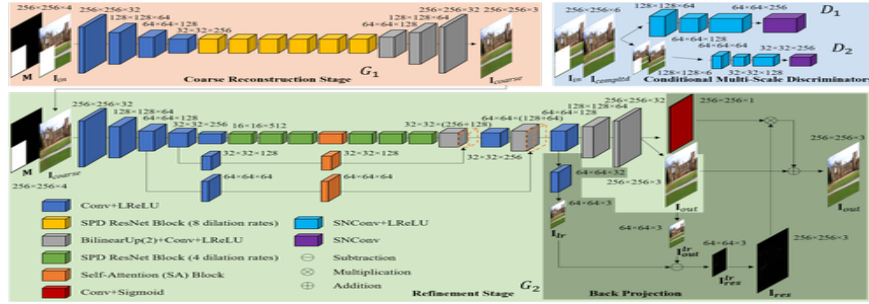 256×256×4
256×256×32
128×128×64
64×64×128
32×32×256
64×64×128
128×128×64
256×256×32
256×256×3
M
I_in
Coarse Reconstruction Stage
G_1
I_coarse
256×256×6
128×128×64
64×64×128
64×64×256
D_1
D_2
64×64×64
32×32×256
I_in
I_compltd
128×128×6
32×32×128
Conditional Multi-Scale Discriminators
256×256×32
128×128×64
64×64×128
32×32×256
16×16×512
32×32×(256+128)
64×64×(128+64)
128×128×64
256×256×32
256×256×1
256×256×3
M
I_coarse
256×256×4
32×32×128
32×32×128
32×32×256
64×64×64
64×64×64
64×64×32
256×256×3
I_out
I_out
64×64×3
I_lr
64×64×3
I_out^lr
64×64×3
I_res^lr
256×256×3
I_res
Conv+LReLU
SPD ResNet Block (8 dilation rates)
BilinearUp(2)+Conv+LReLU
SPD ResNet Block (4 dilation rates)
Self-Attention (SA) Block
Conv+Sigmoid
SNConv+LReLU
SNConv
Subtraction
Multiplication
Addition
Refinement Stage
G_2
Back Projection